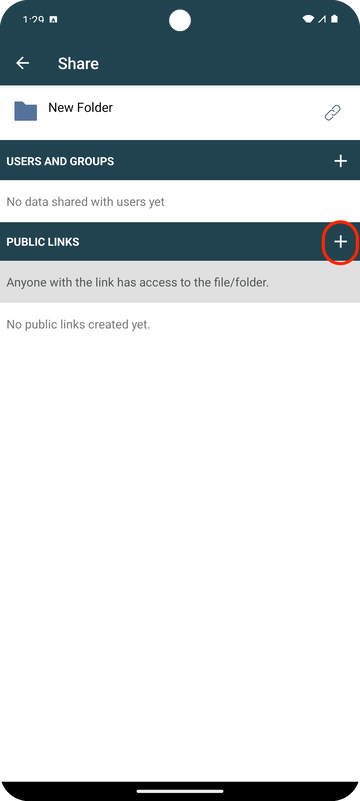 1:29
Share
New Folder
USERS AND GROUPS
No data shared with users yet
PUBLIC LINKS
Anyone with the link has access to the file/folder.
No public links created yet.